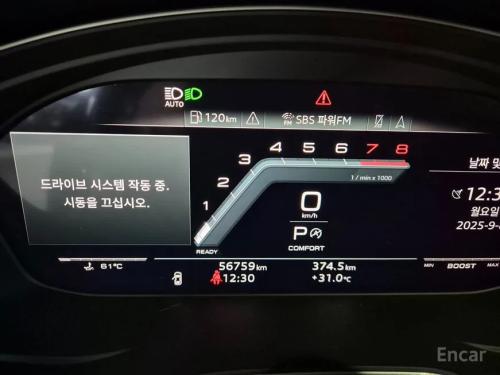 AUTO
120km
FM SBS 파워FM
드라이브 시스템 작동 중.
시동을 끄십시오.
1 2 3 4 5 6 7 8
1 / min x 1000
0
km/h
P A
COMFORT
READY
날짜 및
12:3
월요일
2025-9-
MIN BOOST MAX
61°C
56759km 374.5km
12:30 +31.0°C
Encar